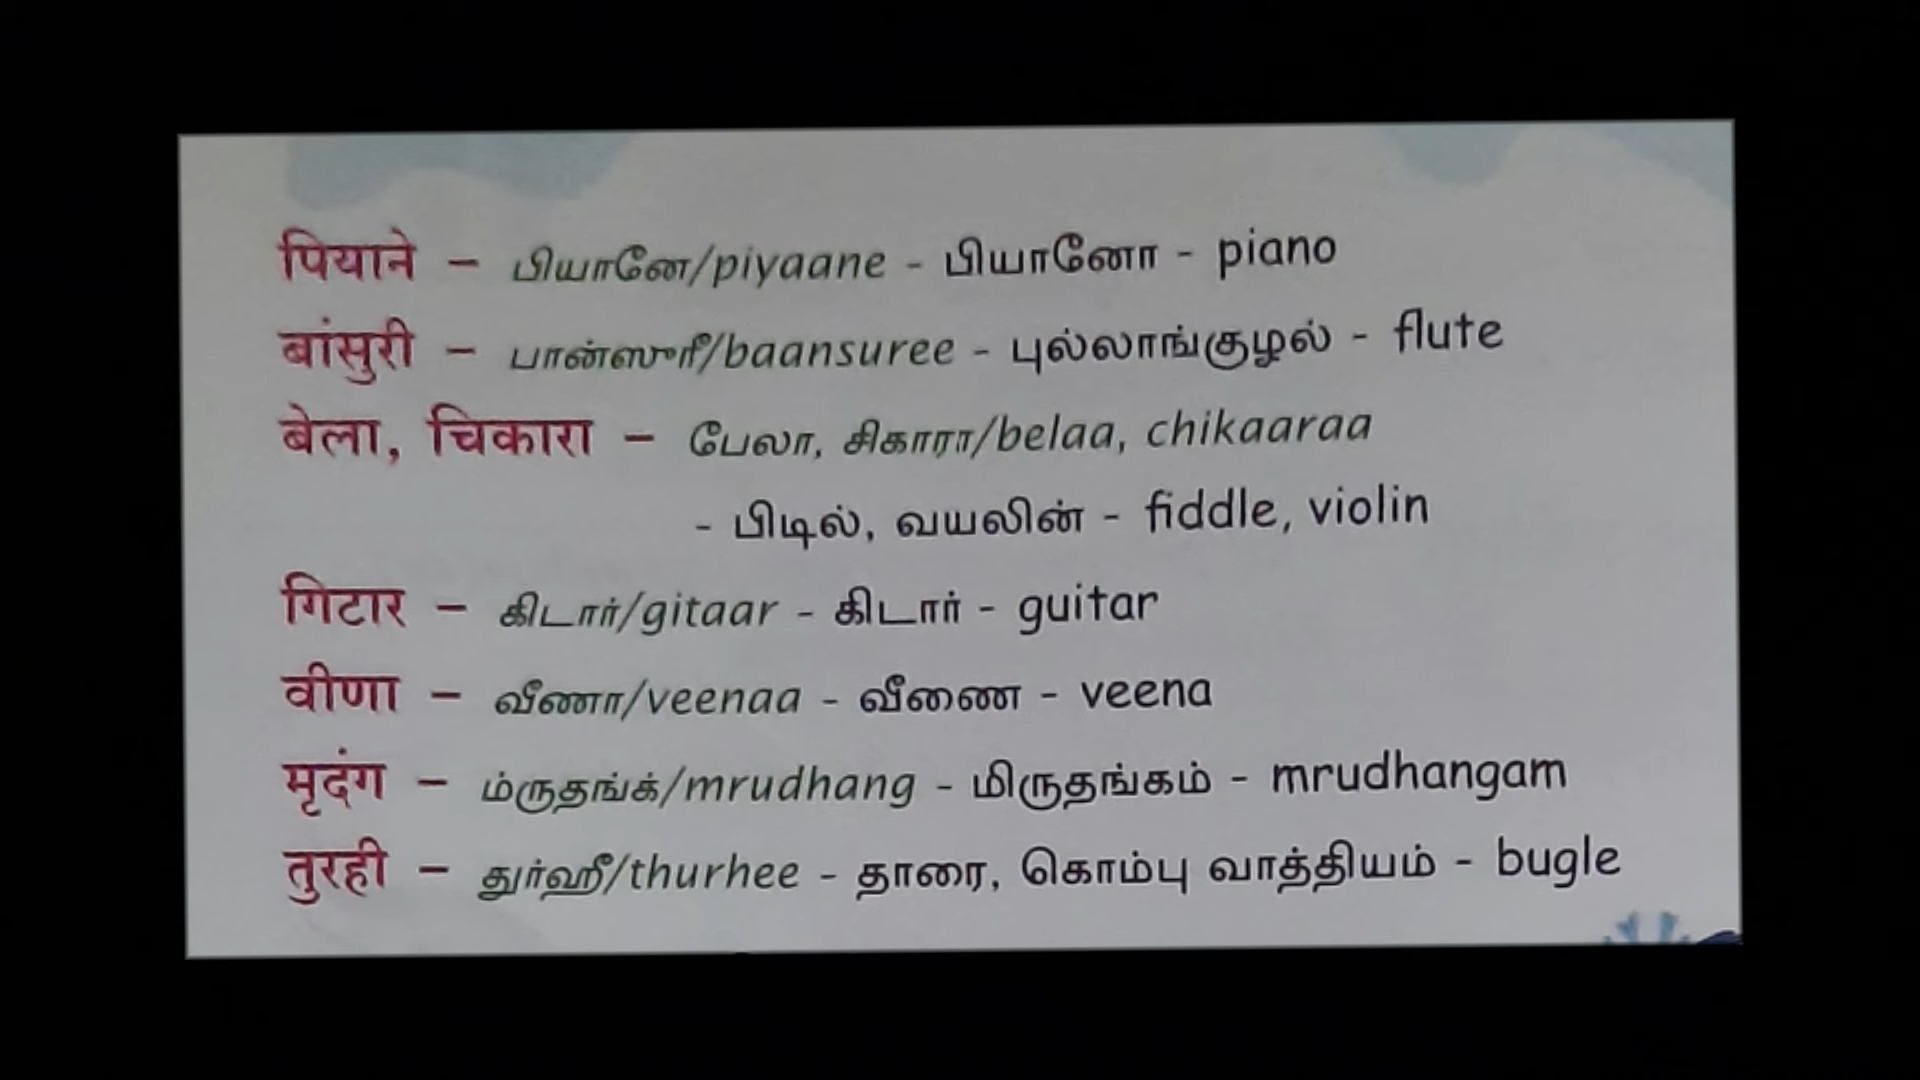 पियाने – பியானே/piyaane - பியானோ - piano
बांसुरी – பான்ஸுரீ/baansuree - புல்லாங்குழல் - flute
बेला, चिकारा – பேலா, சிகாரா/belaa, chikaaraa
- பிடில், வயலின் - fiddle, violin
गिटार – கிடார்/gitaar - கிடார் - guitar
वीणा – வீணா/veenaa - வீணை - veena
मृदंग – ம்ருதங்க்/mrudhang - மிருதங்கம் - mrudhangam
तुरही – துர்ஹீ/thurhee - தாரை, கொம்பு வாத்தியம் - bugle